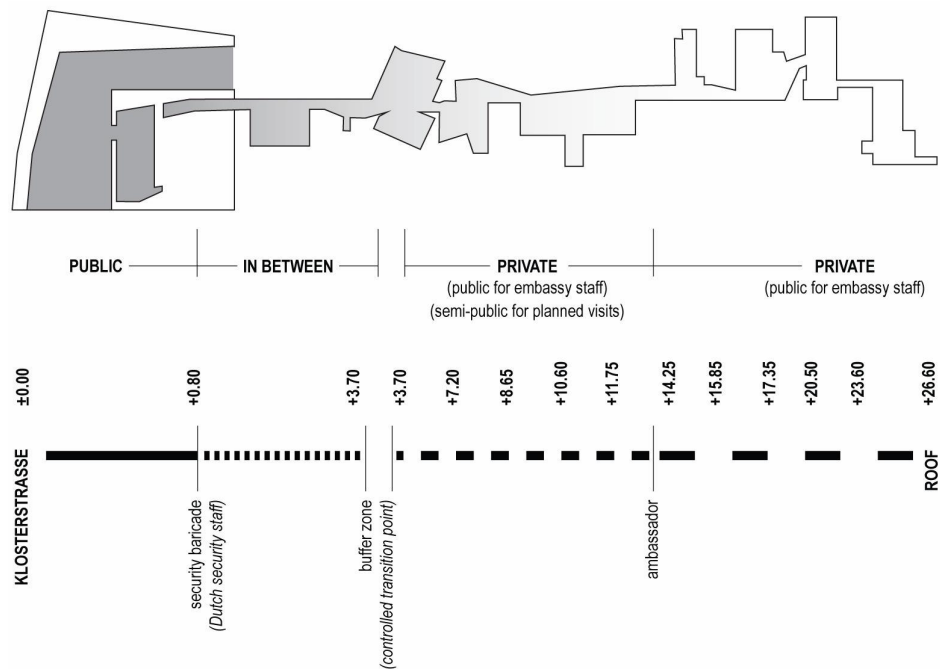 PUBLIC
IN BETWEEN
PRIVATE
(public for embassy staff)
(semi-public for planned visits)
PRIVATE
(public for embassy staff)
±0.00
+0.80
+3.70
+3.70
+7.20
+8.65
+10.60
+11.75
+14.25
+15.85
+17.35
+20.50
+23.60
+26.60
KLOSTERSTRASSE
security baricade
(Dutch security staff)
buffer zone
(controlled transition point)
ambassador
ROOF